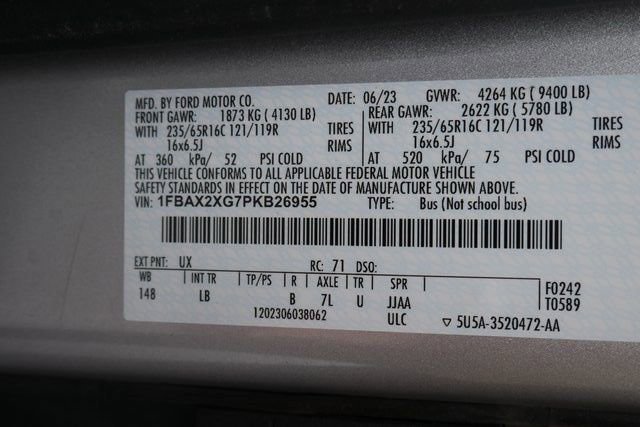 MFD. BY FORD MOTOR CO. DATE: 06/23 GVWR: 4264 KG ( 9400 LB)
FRONT GAWR: 1873 KG ( 4130 LB) REAR GAWR: 2622 KG ( 5780 LB)
WITH 235/65R16C 121/119R TIRES WITH 235/65R16C 121/119R TIRES
16x6.5J RIMS 16x6.5J RIMS
AT 360 kPa/ 52 PSI COLD AT 520 kPa/ 75 PSI COLD
THIS VEHICLE CONFORMS TO ALL APPLICABLE FEDERAL MOTOR VEHICLE
SAFETY STANDARDS IN EFFECT ON THE DATE OF MANUFACTURE SHOWN ABOVE.
VIN: 1FBAX2XG7PKB26955 TYPE: Bus (Not school bus)
EXT PNT: UX RC: 71 DSO:
WB INT TR TP/PS R AXLE TR SPR F0242
148 LB B 7L U JJAA T0589
1202306038062 ULC ▽ 5U5A-3520472-AA